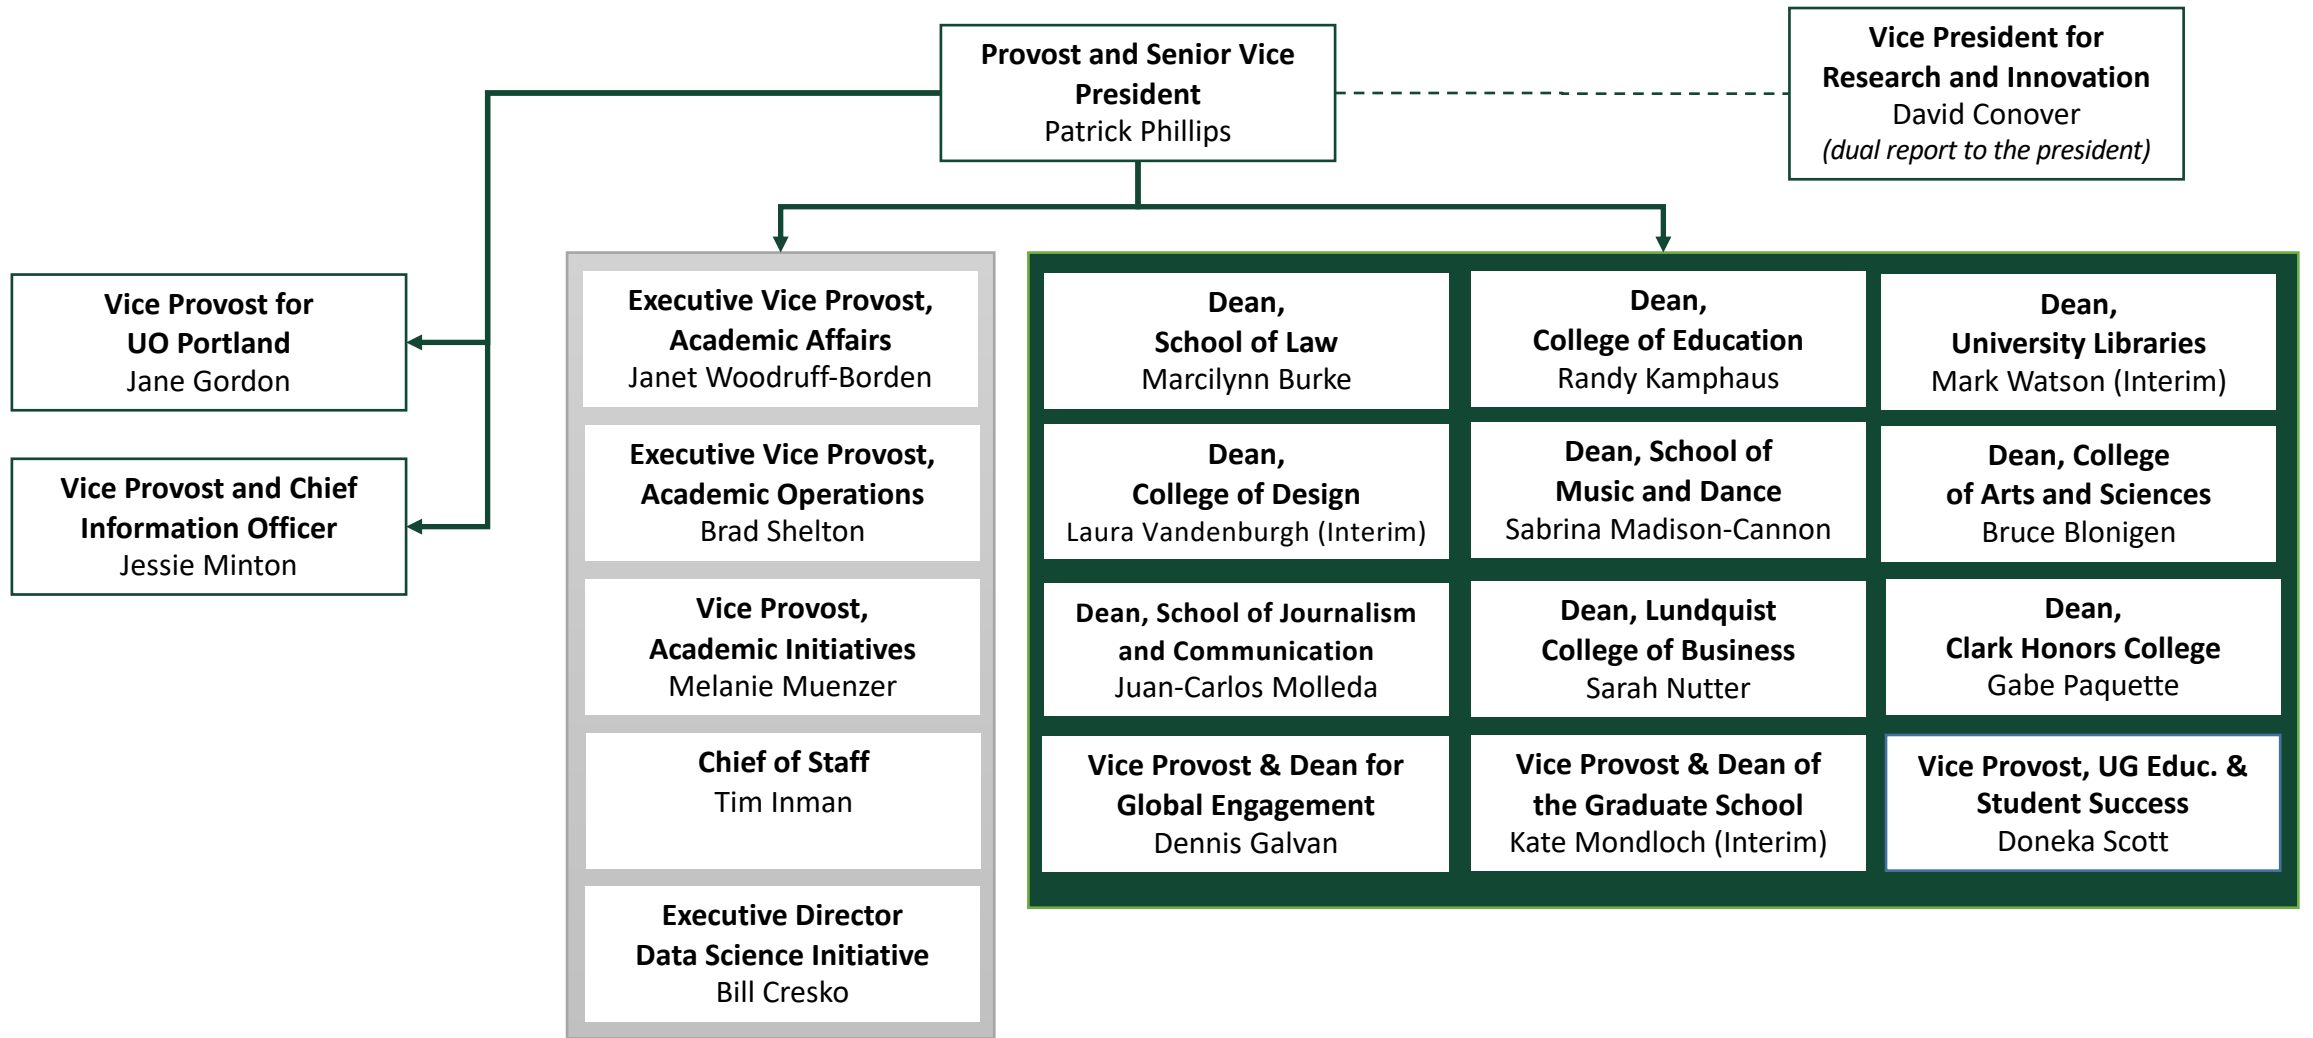 Provost and Senior Vice
President
Patrick Phillips
Vice President for
Research and Innovation
David Conover
(dual report to the president)
Vice Provost for
UO Portland
Jane Gordon
Vice Provost and Chief
Information Officer
Jessie Minton
Executive Vice Provost,
Academic Affairs
Janet Woodruff-Borden
Executive Vice Provost,
Academic Operations
Brad Shelton
Vice Provost,
Academic Initiatives
Melanie Muenzer
Chief of Staff
Tim Inman
Executive Director
Data Science Initiative
Bill Cresko
Dean,
School of Law
Marcilynn Burke
Dean,
College of Education
Randy Kamphaus
Dean,
University Libraries
Mark Watson (Interim)
Dean,
College of Design
Laura Vandenburgh (Interim)
Dean, School of
Music and Dance
Sabrina Madison-Cannon
Dean, College
of Arts and Sciences
Bruce Blonigen
Dean, School of Journalism
and Communication
Juan-Carlos Molleda
Dean, Lundquist
College of Business
Sarah Nutter
Dean,
Clark Honors College
Gabe Paquette
Vice Provost & Dean for
Global Engagement
Dennis Galvan
Vice Provost & Dean of
the Graduate School
Kate Mondloch (Interim)
Vice Provost, UG Educ. &
Student Success
Doneka Scott